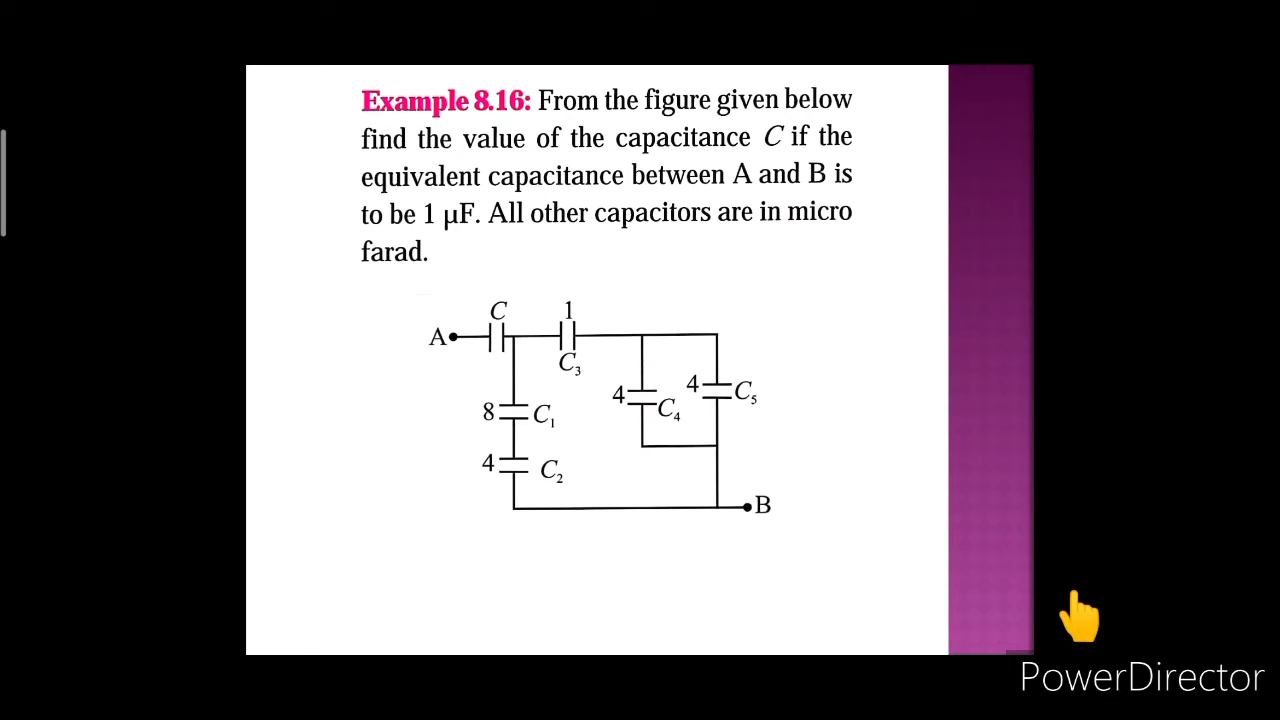 Example 8.16: From the figure given below
find the value of the capacitance C if the
equivalent capacitance between A and B is
to be 1 μF. All other capacitors are in micro
farad.
C 1
A
C₃
4 4 C₅
8 C₁ C₄
4 C₂
B
PowerDirector